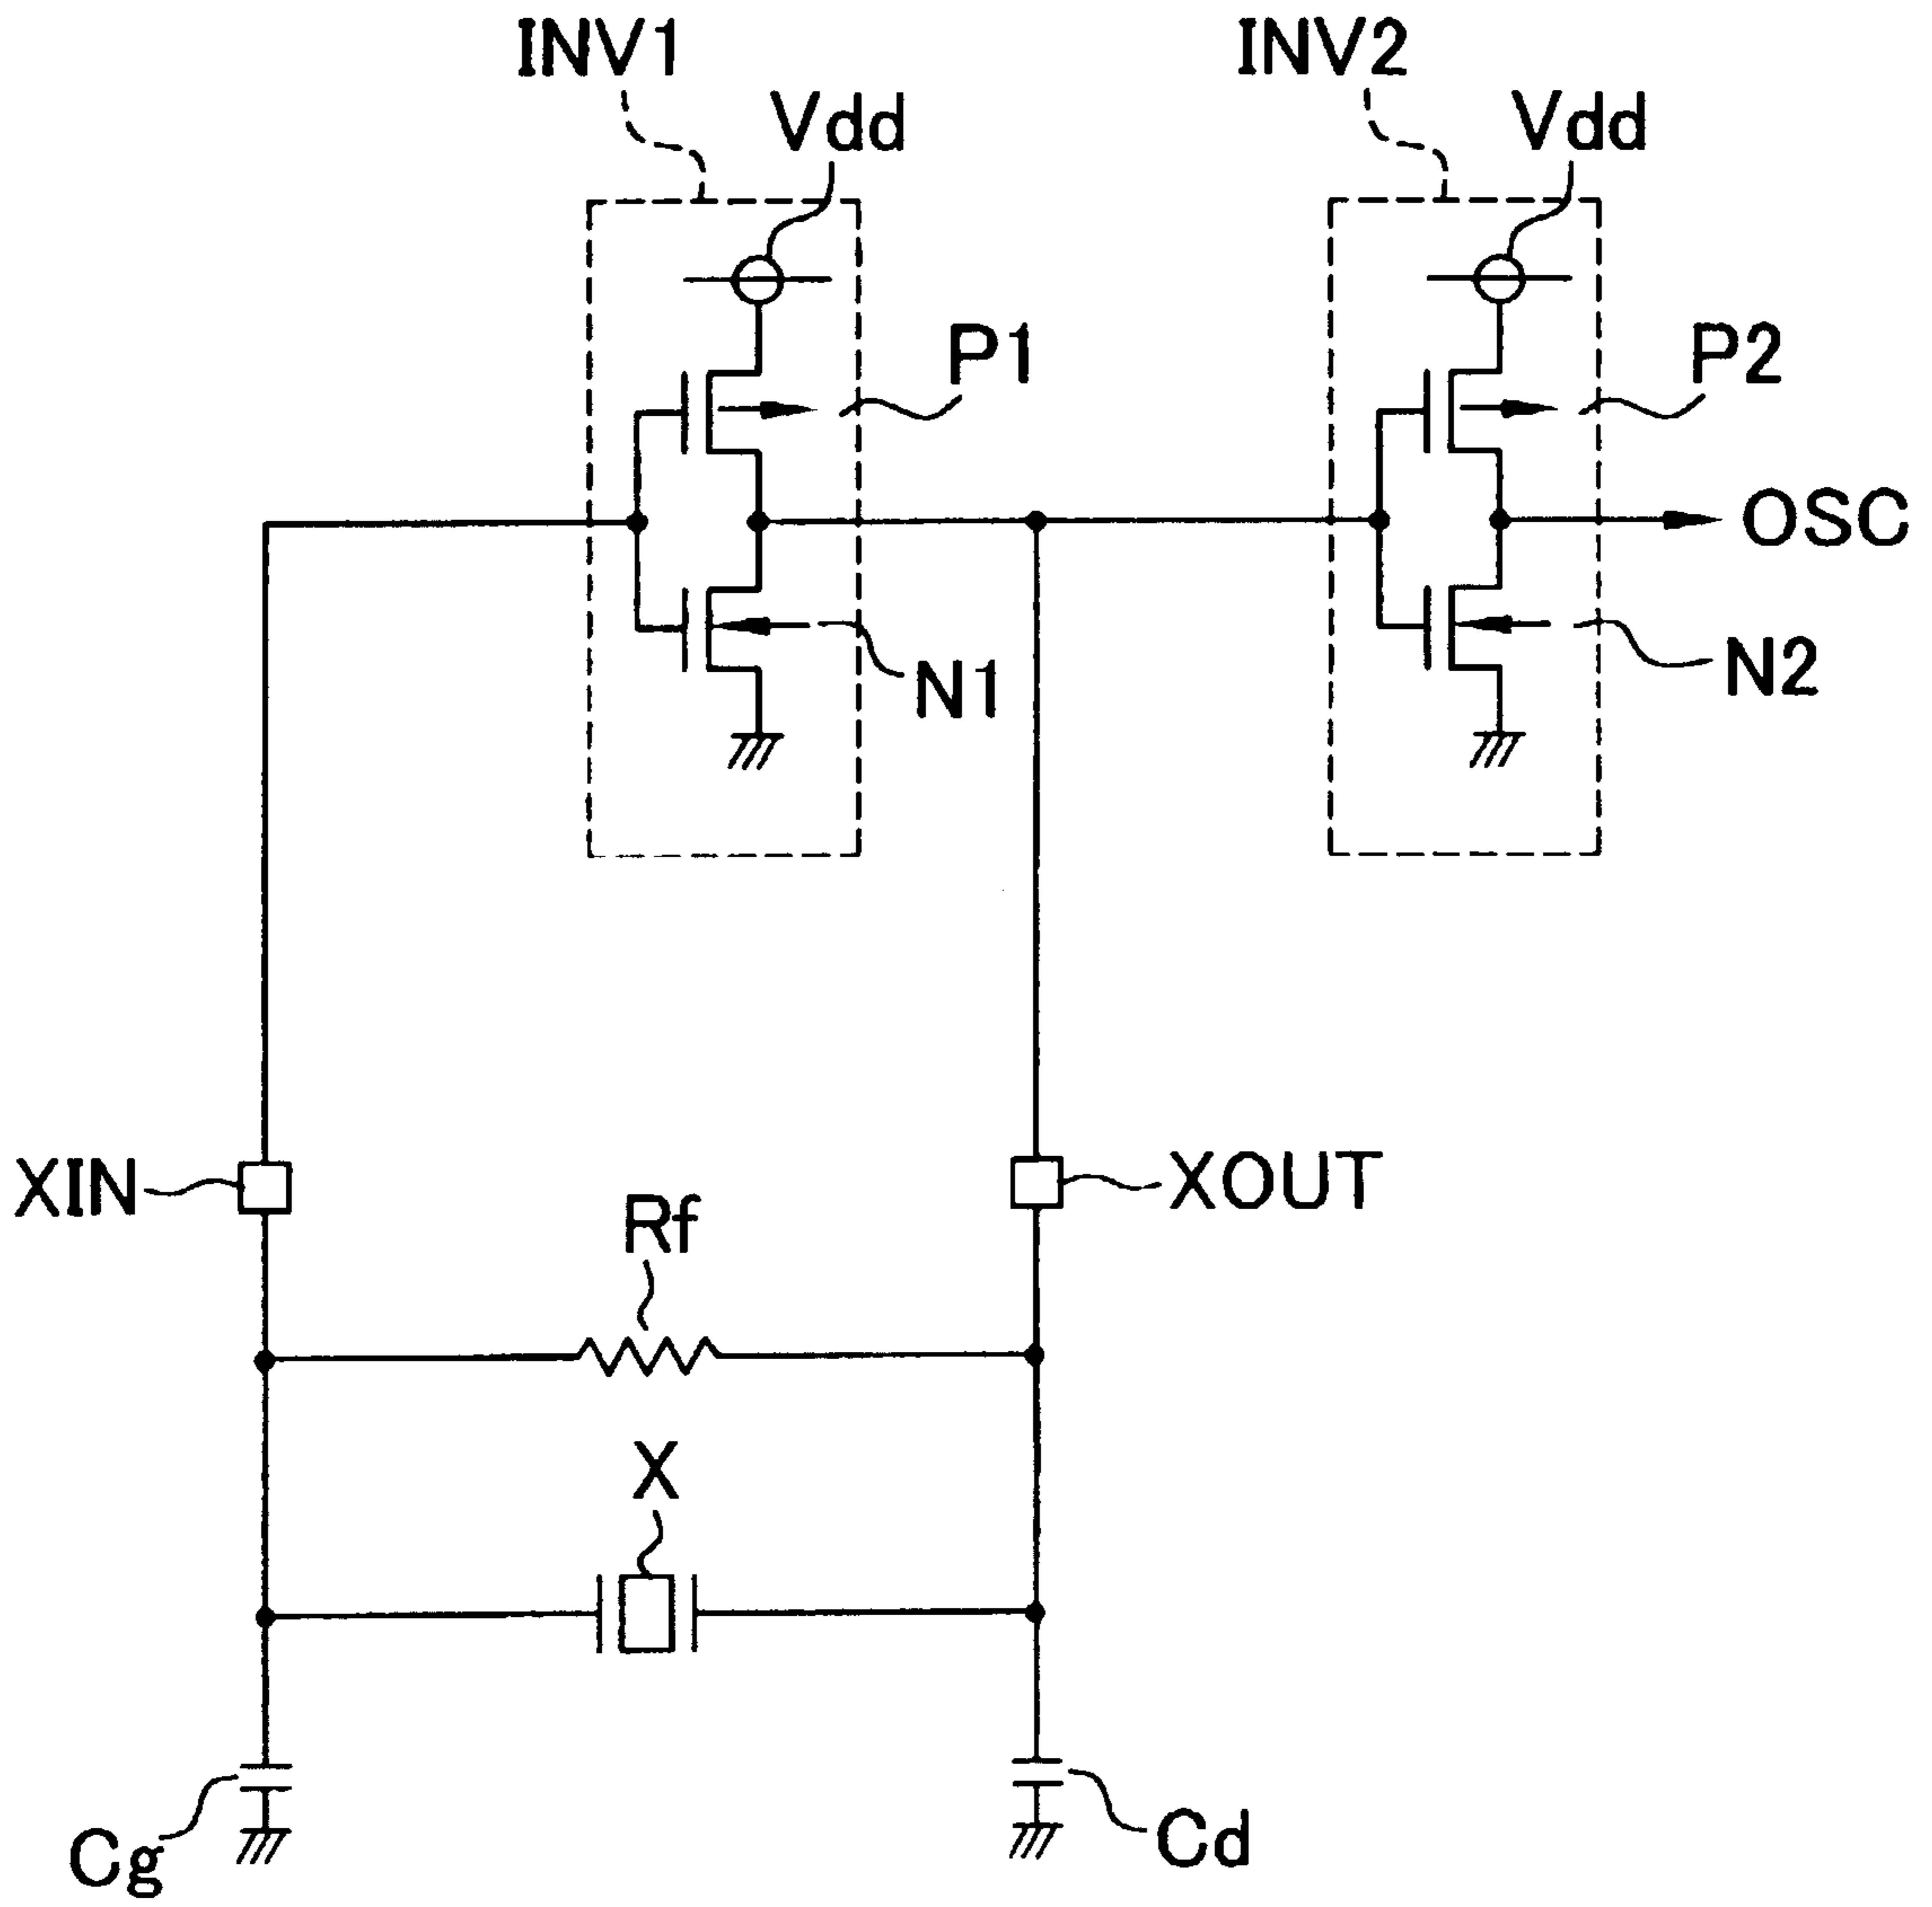 INV1
INV2
Vdd
Vdd
P1
P2
OSC
N1
N2
XIN
XOUT
Rf
X
Cg
Cd